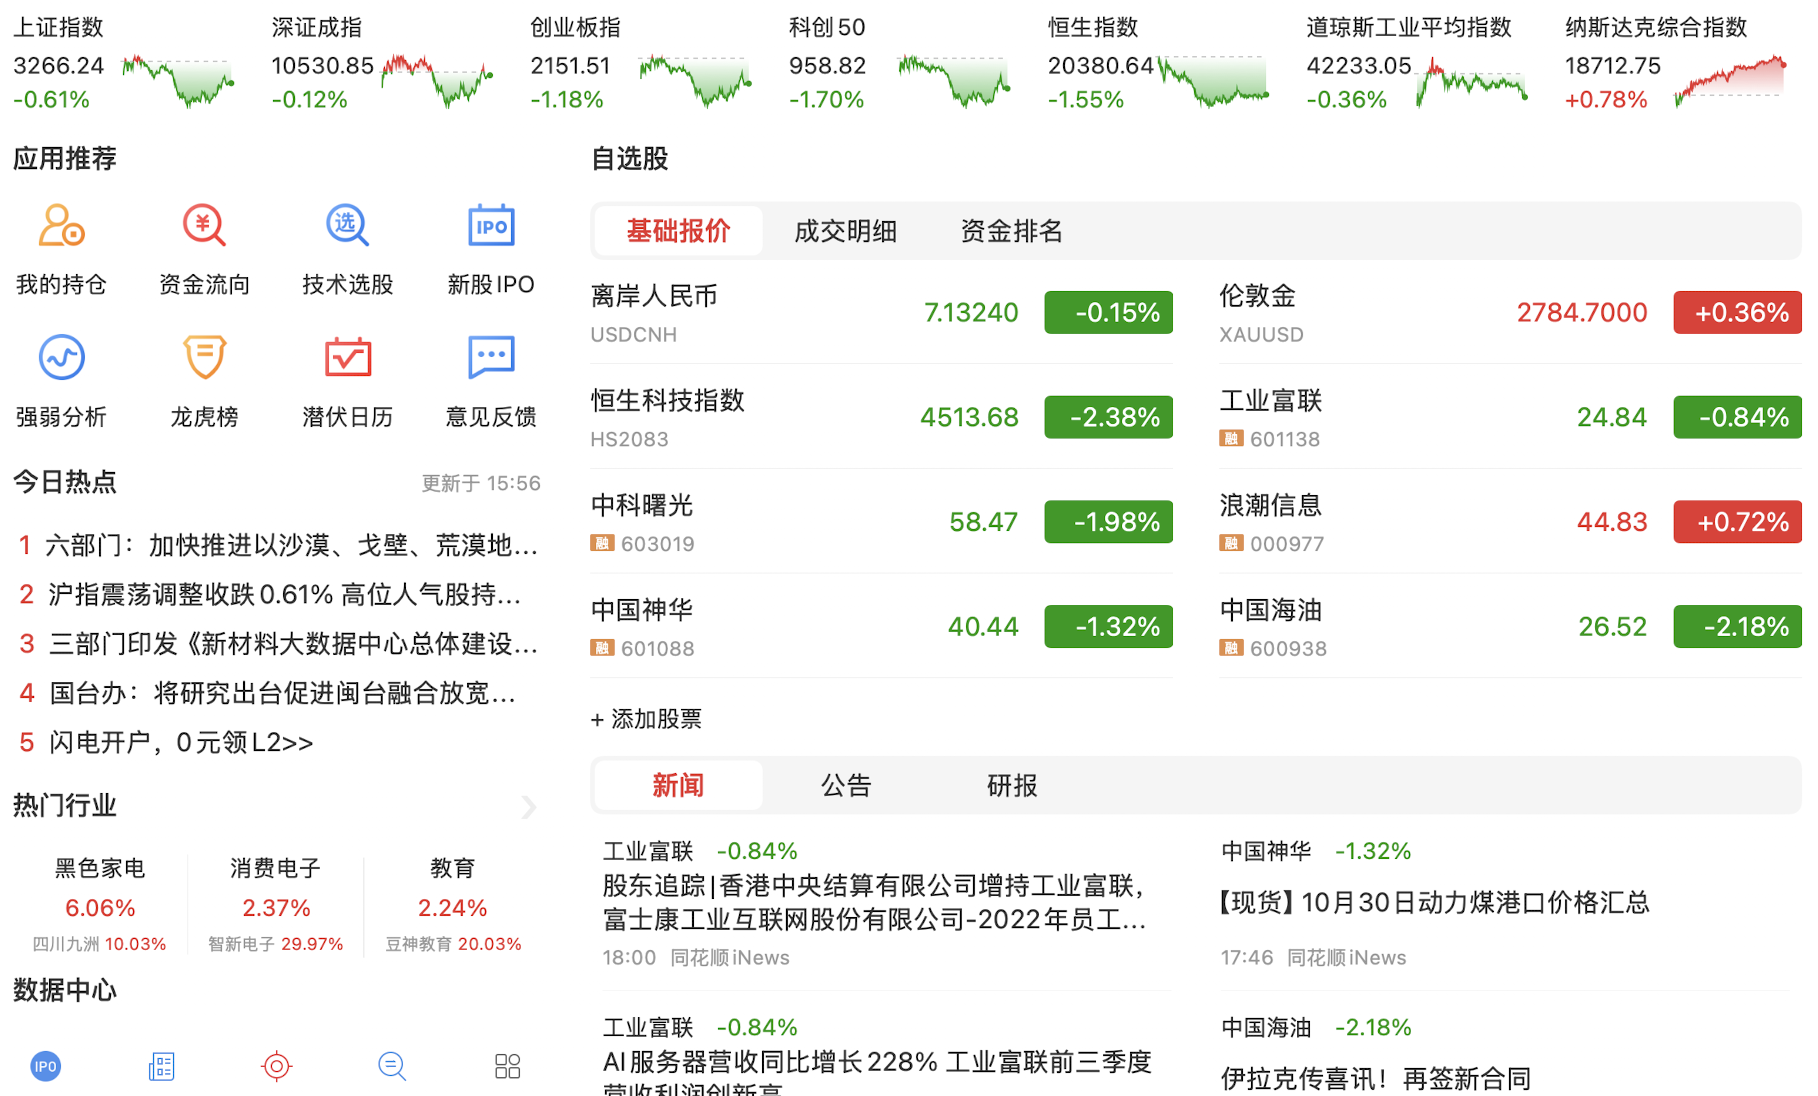 上证指数
3266.24
-0.61%
深证成指
10530.85
-0.12%
创业板指
2151.51
-1.18%
科创50
958.82
-1.70%
恒生指数
20380.64
-1.55%
道琼斯工业平均指数
42233.05
-0.36%
纳斯达克综合指数
18712.75
+0.78%
应用推荐
我的持仓
资金流向
选
技术选股
IPO
新股IPO
强弱分析
龙虎榜
潜伏日历
意见反馈
今日热点
更新于 15:56
1 六部门：加快推进以沙漠、戈壁、荒漠地...
2 沪指震荡调整收跌0.61% 高位人气股持...
3 三部门印发《新材料大数据中心总体建设...
4 国台办：将研究出台促进闽台融合放宽...
5 闪电开户，0元领L2>>
热门行业
黑色家电
6.06%
四川九洲 10.03%
消费电子
2.37%
智新电子 29.97%
教育
2.24%
豆神教育 20.03%
数据中心
IPO
自选股
基础报价
成交明细
资金排名
离岸人民币
USDCNH
7.13240
-0.15%
伦敦金
XAUUSD
2784.7000
+0.36%
恒生科技指数
HS2083
4513.68
-2.38%
工业富联
融 601138
24.84
-0.84%
中科曙光
融 603019
58.47
-1.98%
浪潮信息
融 000977
44.83
+0.72%
中国神华
融 601088
40.44
-1.32%
中国海油
融 600938
26.52
-2.18%
+ 添加股票
新闻
公告
研报
工业富联 -0.84%
股东追踪|香港中央结算有限公司增持工业富联，
富士康工业互联网股份有限公司-2022年员工...
18:00 同花顺iNews
中国神华 -1.32%
【现货】10月30日动力煤港口价格汇总
17:46 同花顺iNews
工业富联 -0.84%
AI服务器营收同比增长228% 工业富联前三季度
营收利润创新高
中国海油 -2.18%
伊拉克传喜讯！再签新合同